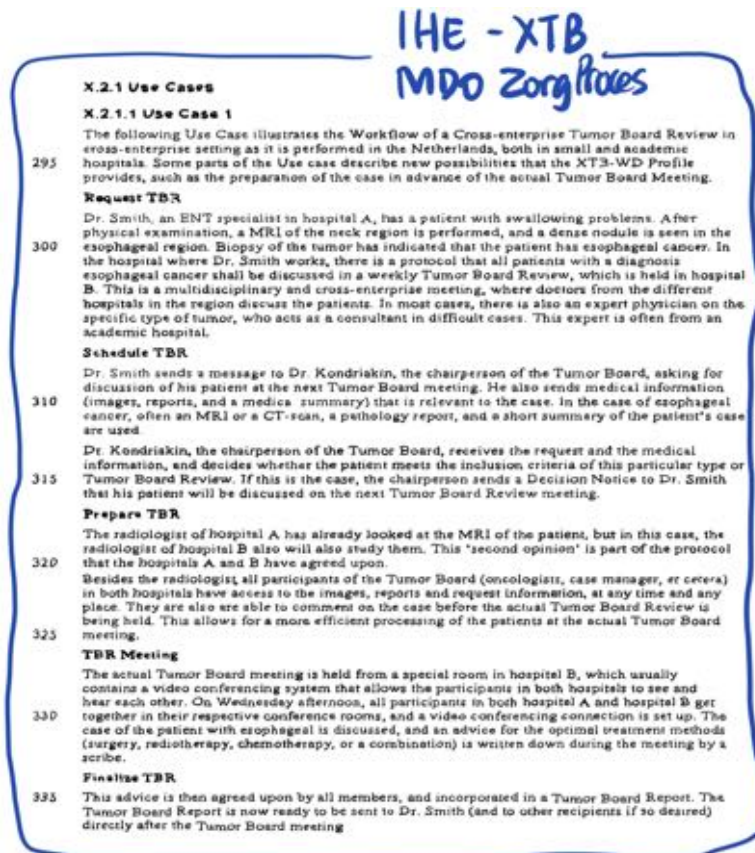 IHE - XTB
MDO Zorg Proces
X.2.1 Use Cases
X.2.1.1 Use Case 1
The following Use Case illustrates the Workflow of a Cross-enterprise Tumor Board Review in
cross-enterprise setting as it is performed in the Netherlands, both in small and academic
295 hospitals. Some parts of the Use case describe new possibilities that the XTB-WD Profile
provides, such as the preparation of the case in advance of the actual Tumor Board Meeting.
Request TBR
Dr. Smith, an ENT specialist in hospital A, has a patient with swallowing problems. After
physical examination, a MRI of the neck region is performed, and a dense nodule is seen in the
300 esophageal region. Biopsy of the tumor has indicated that the patient has esophageal cancer. In
the hospital where Dr. Smith works, there is a protocol that all patients with a diagnosis
esophageal cancer shall be discussed in a weekly Tumor Board Review, which is held in hospital
B. This is a multidisciplinary and cross-enterprise meeting, where doctors from the different
hospitals in the region discuss the patients. In most cases, there is also an expert physician on the
specific type of tumor, who acts as a consultant in difficult cases. This expert is often from an
academic hospital.
Schedule TBR
Dr. Smith sends a message to Dr. Kondriakin, the chairperson of the Tumor Board, asking for
discussion of his patient at the next Tumor Board meeting. He also sends medical information
310 (images, reports, and a medica summary) that is relevant to the case. In the case of esophageal
cancer, often an MRI or a CT-scan, a pathology report, and a short summary of the patient's case
are used
Dr. Kondriakin, the chairperson of the Tumor Board, receives the request and the medical
information, and decides whether the patient meets the inclusion criteria of this particular type or
315 Tumor Board Review. If this is the case, the chairperson sends a Decision Notice to Dr. Smith
that his patient will be discussed on the next Tumor Board Review meeting.
Prepare TBR
The radiologist of hospital A has already looked at the MRI of the patient, but in this case, the
radiologist of hospital B also will also study them. This "second opinion" is part of the protocol
320 that the hospitals A and B have agreed upon.
Besides the radiologist, all participants of the Tumor Board (oncologists, case manager, et cetera)
in both hospitals have access to the images, reports and request information, at any time and any
place. They are also are able to comment on the case before the actual Tumor Board Review is
being held. This allows for a more efficient processing of the patients at the actual Tumor Board
325 meeting.
TBR Meeting
The actual Tumor Board meeting is held from a special room in hospital B, which usually
contains a video conferencing system that allows the participants in both hospitals to see and
hear each other. On Wednesday afternoon, all participants in both hospital A and hospital B get
330 together in their respective conference rooms, and a video conferencing connection is set up. The
case of the patient with esophageal is discussed, and an advice for the optimal treatment methods
(surgery, radiotherapy, chemotherapy, or a combination) is written down during the meeting by a
scribe.
Finalize TBR
335 This advice is then agreed upon by all members, and incorporated in a Tumor Board Report. The
Tumor Board Report is now ready to be sent to Dr. Smith (and to other recipients if so desired)
directly after the Tumor Board meeting